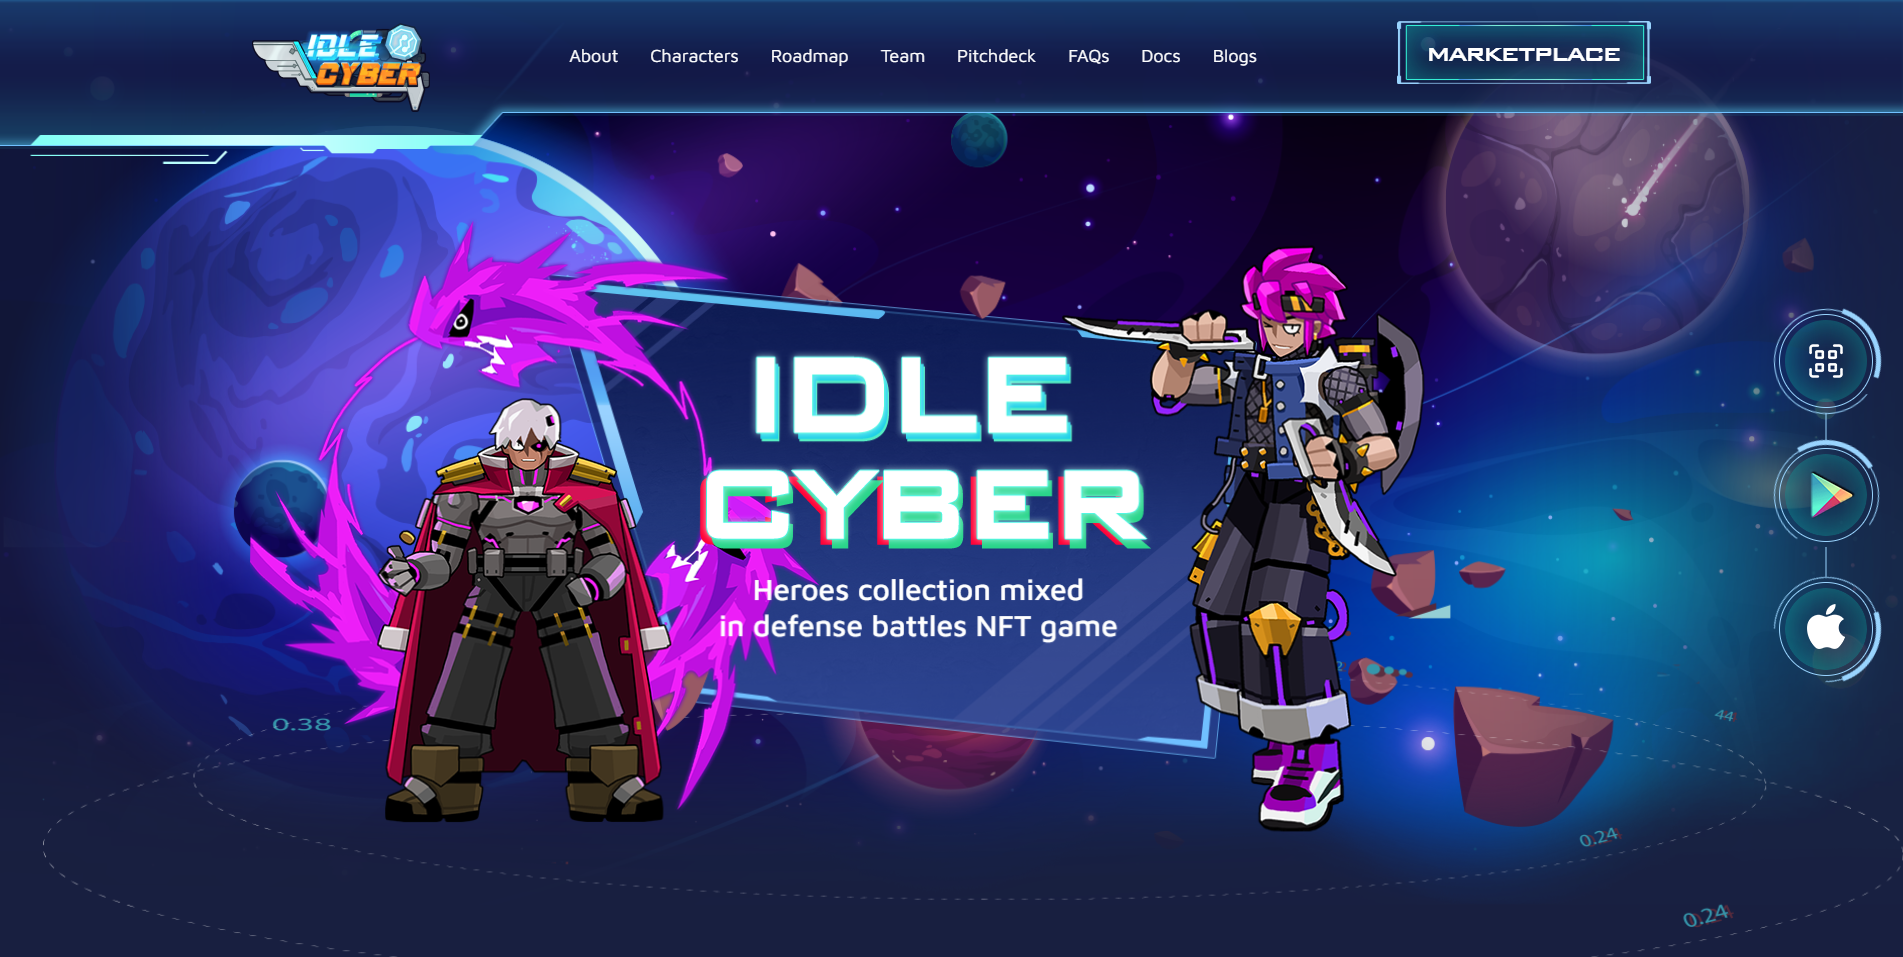 IDLE
CYBER
About
Characters
Roadmap
Team
Pitchdeck
FAQs
Docs
Blogs
MARKETPLACE
IDLE
CYBER
Heroes collection mixed
in defense battles NFT game
0.38
44
0.24
0.24